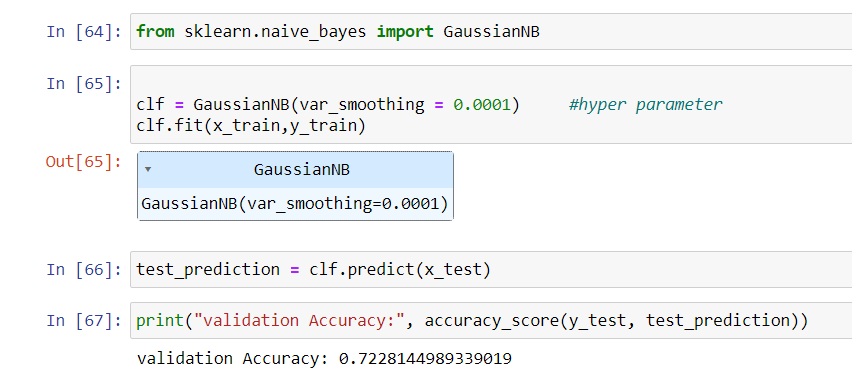 In [64]: from sklearn.naive_bayes import GaussianNB
In [65]:
clf = GaussianNB(var_smoothing = 0.0001) #hyper parameter
clf.fit(x_train,y_train)
Out[65]:
GaussianNB
GaussianNB(var_smoothing=0.0001)
In [66]: test_prediction = clf.predict(x_test)
In [67]: print("validation Accuracy:", accuracy_score(y_test, test_prediction))
validation Accuracy: 0.7228144989339019